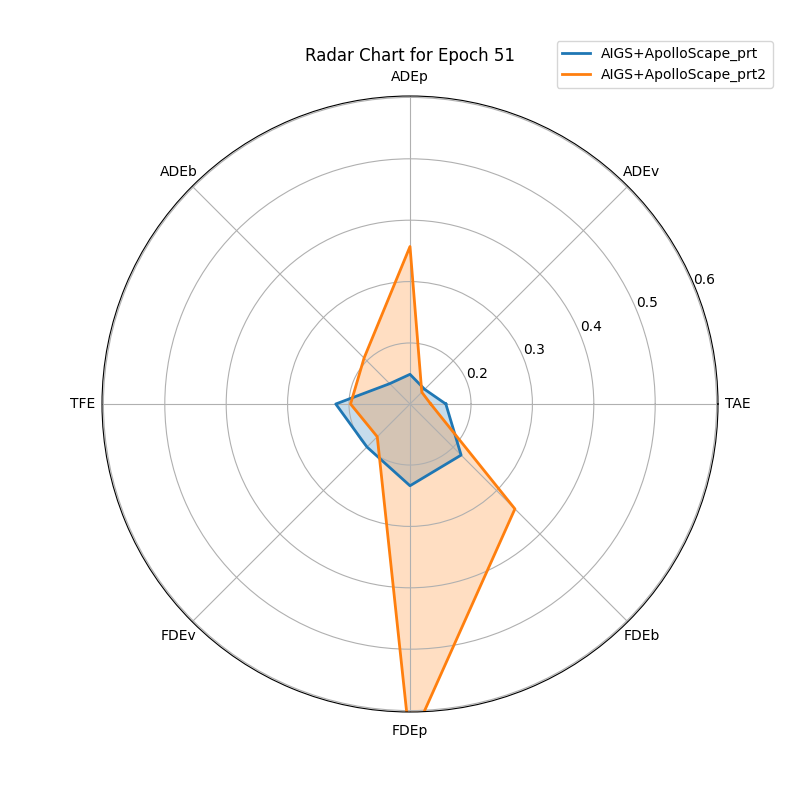 Radar Chart for Epoch 51
AIGS+ApolloScape_prt
AIGS+ApolloScape_prt2
ADEp
ADEb
ADEv
0.6
0.5
0.4
0.3
0.2
TFE
TAE
FDEv
FDEb
FDEp